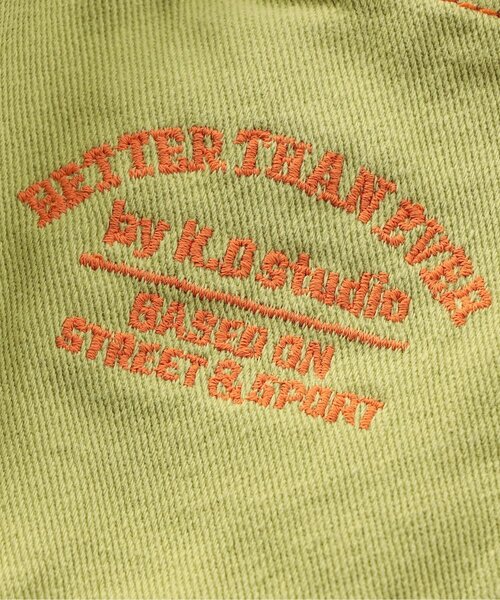 BETTER THAN EVER
by K.O studio
BASED ON
STREET & SPORT